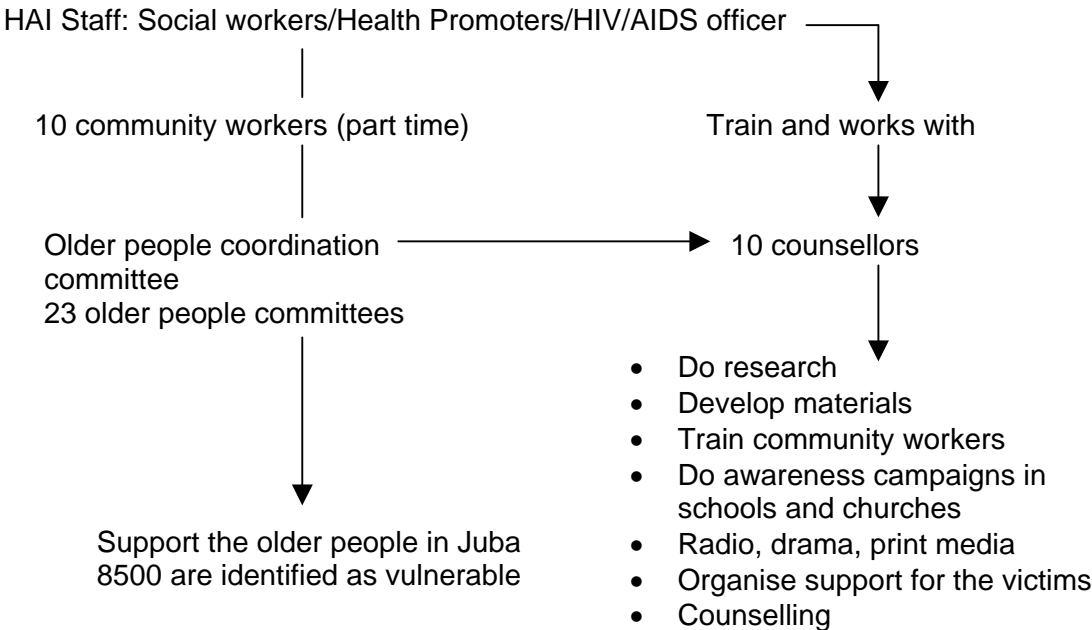 HAI Staff: Social workers/Health Promoters/HIV/AIDS officer
10 community workers (part time)
Train and works with
Older people coordination
committee
23 older people committees
10 counsellors
• Do research
• Develop materials
• Train community workers
• Do awareness campaigns in
schools and churches
• Radio, drama, print media
• Organise support for the victims
• Counselling
Support the older people in Juba
8500 are identified as vulnerable